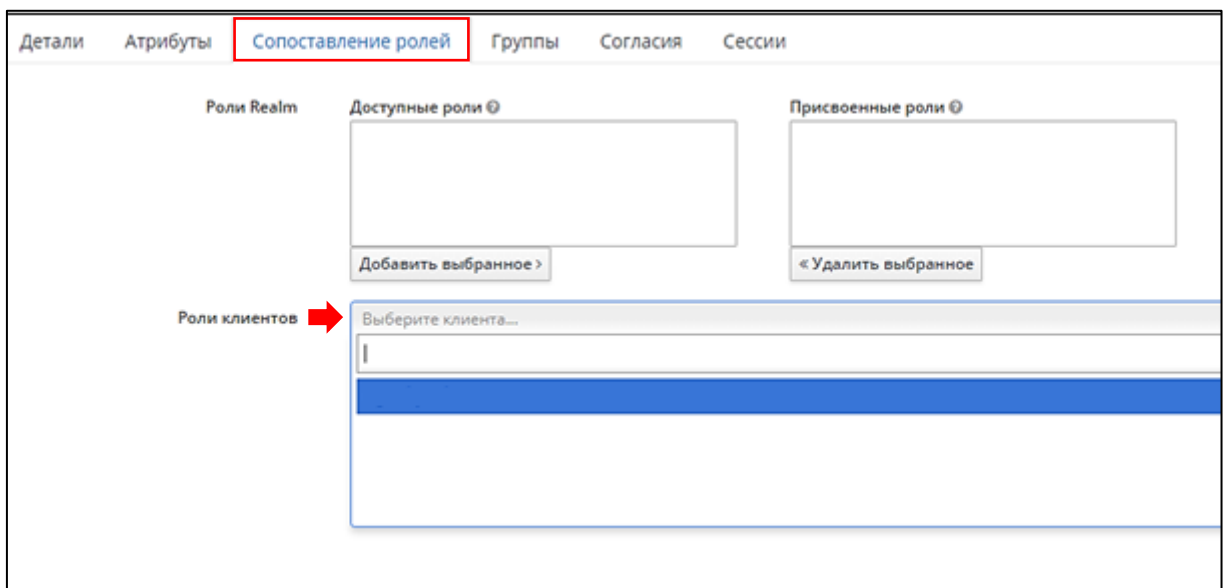 Детали Атрибуты Сопоставление ролей Группы Согласия Сессии
Роли Realm Доступные роли Присвоенные роли
Добавить выбранное > « Удалить выбранное
Роли клиентов Выберите клиента...